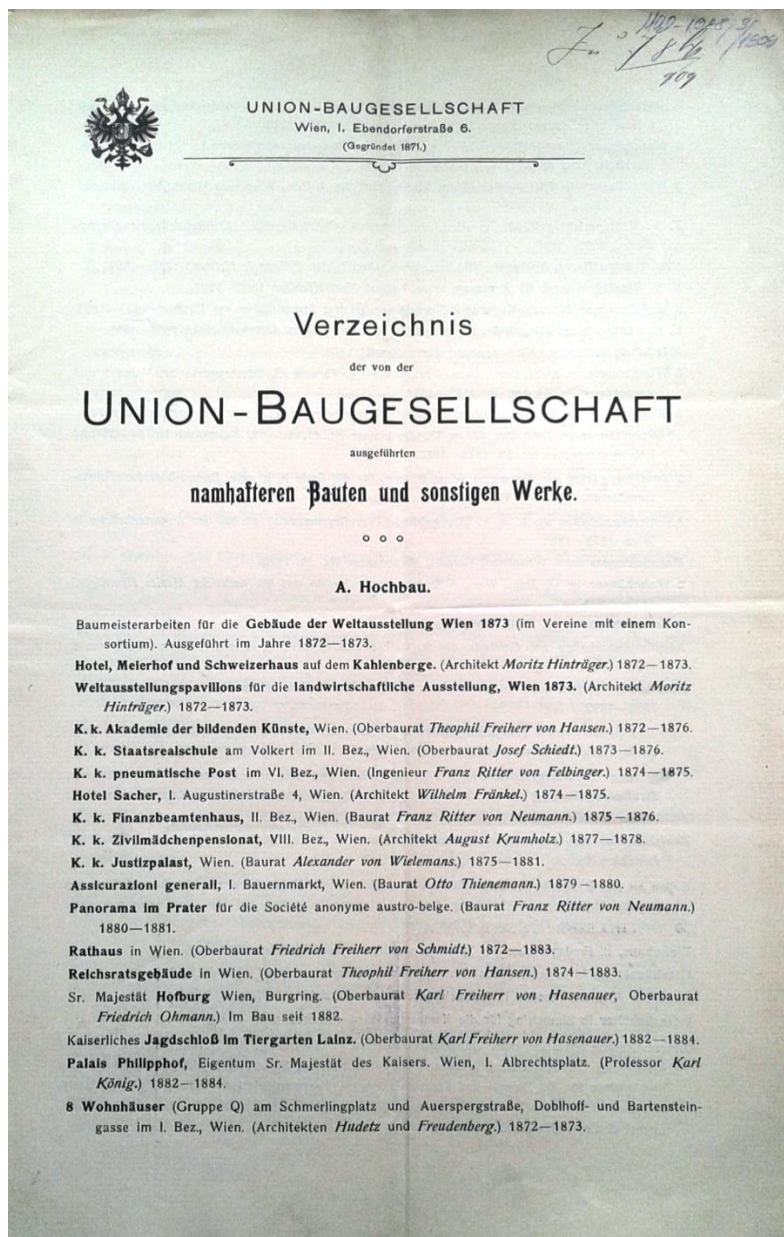 UNION-BAUGESELLSCHAFT
Wien, I. Ebendorferstraße 6.
(Gegründet 1871.)
Verzeichnis
der von der
UNION-BAUGESELLSCHAFT
ausgeführten
namhafteren Bauten und sonstigen Werke.
A. Hochbau.
Baumeisterarbeiten für die Gebäude der Weltausstellung Wien 1873 (im Vereine mit einem Kon-
sortium). Ausgeführt im Jahre 1872—1873.
Hotel, Meierhof und Schweizerhaus auf dem Kahlenberge. (Architekt Moritz Hinträger.) 1872—1873.
Weltausstellungspavillons für die landwirtschaftliche Ausstellung, Wien 1873. (Architekt Moritz
Hinträger.) 1872—1873.
K. k. Akademie der bildenden Künste, Wien. (Oberbaurat Theophil Freiherr von Hansen.) 1872—1876.
K. k. Staatsrealschule am Volkert im II. Bez., Wien. (Oberbaurat Josef Schiedt.) 1873—1876.
K. k. pneumatische Post im VI. Bez., Wien. (Ingenieur Franz Ritter von Felbinger.) 1874—1875.
Hotel Sacher, I. Augustinerstraße 4, Wien. (Architekt Wilhelm Fränkel.) 1874—1875.
K. k. Finanzbeamtenhaus, II. Bez., Wien. (Baurat Franz Ritter von Neumann.) 1875—1876.
K. k. Zivilmädchenpensionat, VIII. Bez., Wien. (Architekt August Krumholz.) 1877—1878.
K. k. Justizpalast, Wien. (Baurat Alexander von Wielemans.) 1875—1881.
Assicurazioni generali, I. Bauernmarkt, Wien. (Baurat Otto Thienemann.) 1879—1880.
Panorama im Prater für die Société anonyme austro-belge. (Baurat Franz Ritter von Neumann.)
1880—1881.
Rathaus in Wien. (Oberbaurat Friedrich Freiherr von Schmidt.) 1872—1883.
Reichsratsgebäude in Wien. (Oberbaurat Theophil Freiherr von Hansen.) 1874—1883.
Sr. Majestät Hofburg Wien, Burgring. (Oberbaurat Karl Freiherr von Hasenauer, Oberbaurat
Friedrich Ohmann.) Im Bau seit 1882.
Kaiserliches Jagdschloß im Tiergarten Lainz. (Oberbaurat Karl Freiherr von Hasenauer.) 1882—1884.
Palais Philipphof, Eigentum Sr. Majestät des Kaisers. Wien, I. Albrechtsplatz. (Professor Karl
König.) 1882—1884.
8 Wohnhäuser (Gruppe Q) am Schmerlingplatz und Auerspergstraße, Doblhoff- und Bartenstein-
gasse im I. Bez., Wien. (Architekten Hudetz und Freudenberg.) 1872—1873.